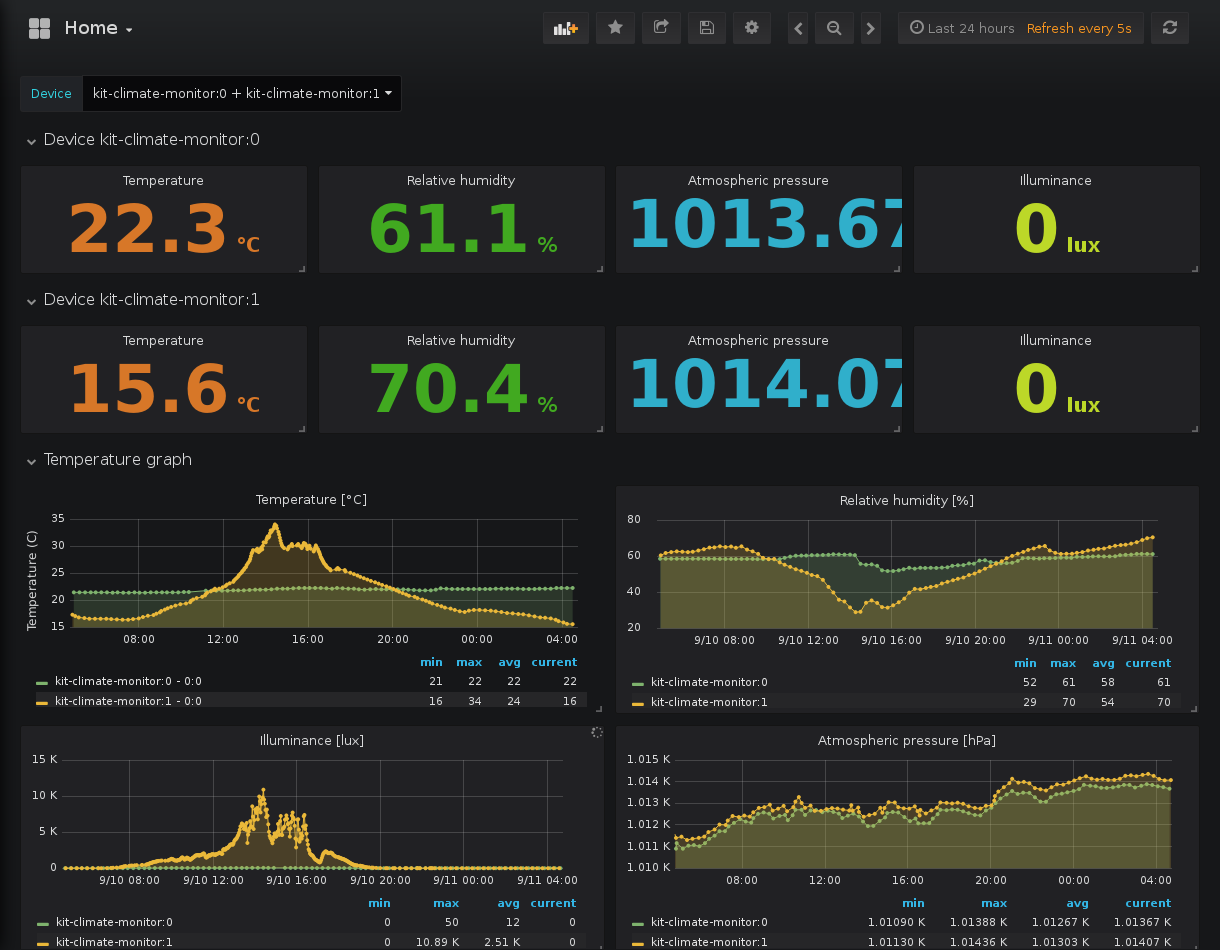 Home
Last 24 hours Refresh every 5s
Device kit-climate-monitor:0 + kit-climate-monitor:1
Device kit-climate-monitor:0
Temperature Relative humidity Atmospheric pressure Illuminance
22.3 °C 61.1 % 1013.67 0 lux
Device kit-climate-monitor:1
Temperature Relative humidity Atmospheric pressure Illuminance
15.6 °C 70.4 % 1014.07 0 lux
Temperature graph
Temperature [°C]
Temperature (C)
35
30
25
20
15
08:00 12:00 16:00 20:00 00:00 04:00
min max avg current
kit-climate-monitor:0 - 0:0 21 22 22 22
kit-climate-monitor:1 - 0:0 16 34 24 16
Relative humidity [%]
80
60
40
20
9/10 08:00 9/10 12:00 9/10 16:00 9/10 20:00 9/11 00:00 9/11 04:00
min max avg current
kit-climate-monitor:0 52 61 58 61
kit-climate-monitor:1 29 70 54 70
Illuminance [lux]
15 K
10 K
5 K
0
9/10 08:00 9/10 12:00 9/10 16:00 9/10 20:00 9/11 00:00 9/11 04:00
min max avg current
kit-climate-monitor:0 0 50 12 0
kit-climate-monitor:1 0 10.89 K 2.51 K 0
Atmospheric pressure [hPa]
1.015 K
1.014 K
1.013 K
1.012 K
1.011 K
1.010 K
08:00 12:00 16:00 20:00 00:00 04:00
min max avg current
kit-climate-monitor:0 1.01090 K 1.01388 K 1.01267 K 1.01367 K
kit-climate-monitor:1 1.01130 K 1.01436 K 1.01303 K 1.01407 K